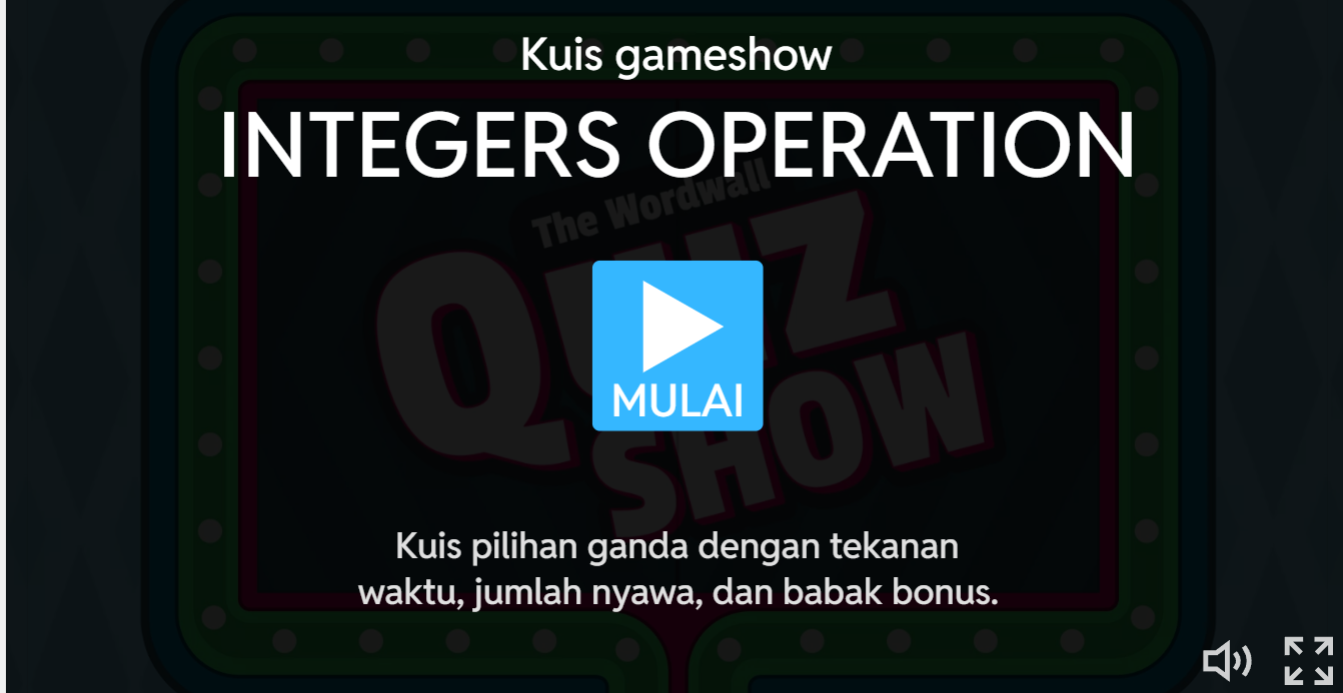 Kuis gameshow
INTEGERS OPERATION
The Wordwall
QUIZ
SHOW
MULAI
Kuis pilihan ganda dengan tekanan
waktu, jumlah nyawa, dan babak bonus.